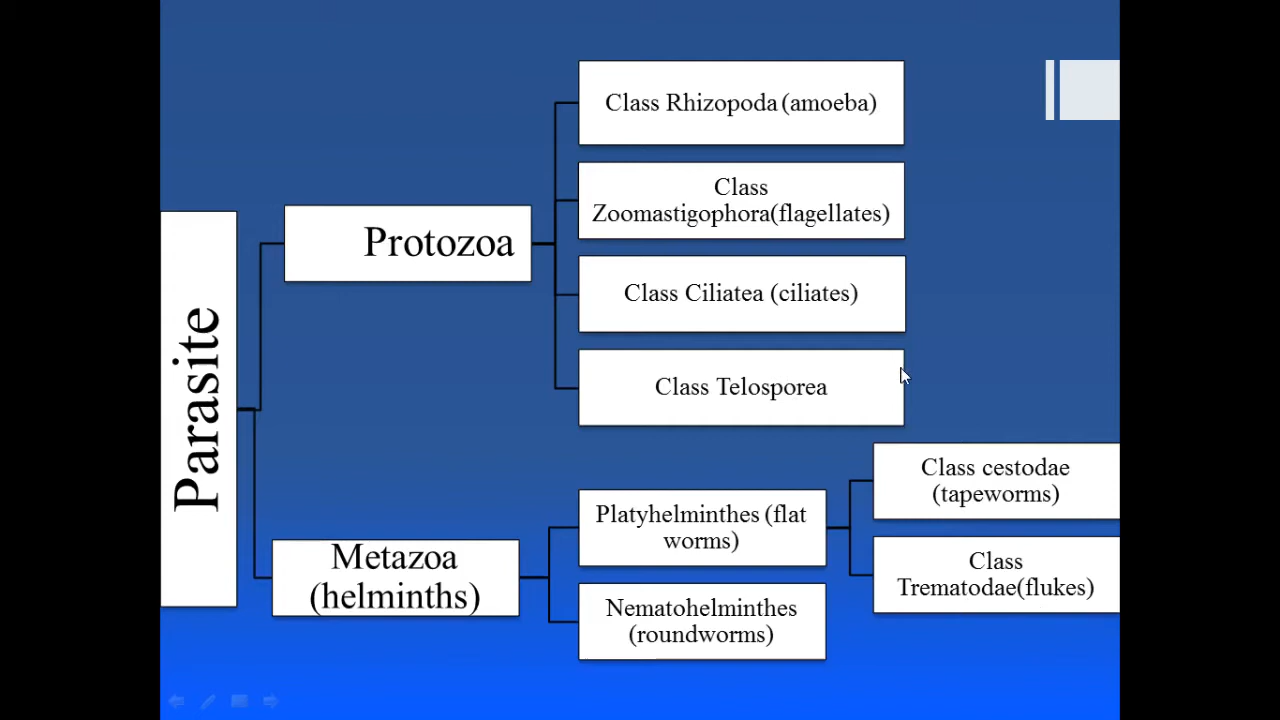 Parasite
Protozoa
Class Rhizopoda (amoeba)
Class
Zoomastigophora(flagellates)
Class Ciliatea (ciliates)
Class Telosporea
Metazoa
(helminths)
Platyhelminthes (flat
worms)
Class cestodae
(tapeworms)
Class
Trematodae(flukes)
Nematohelminthes
(roundworms)